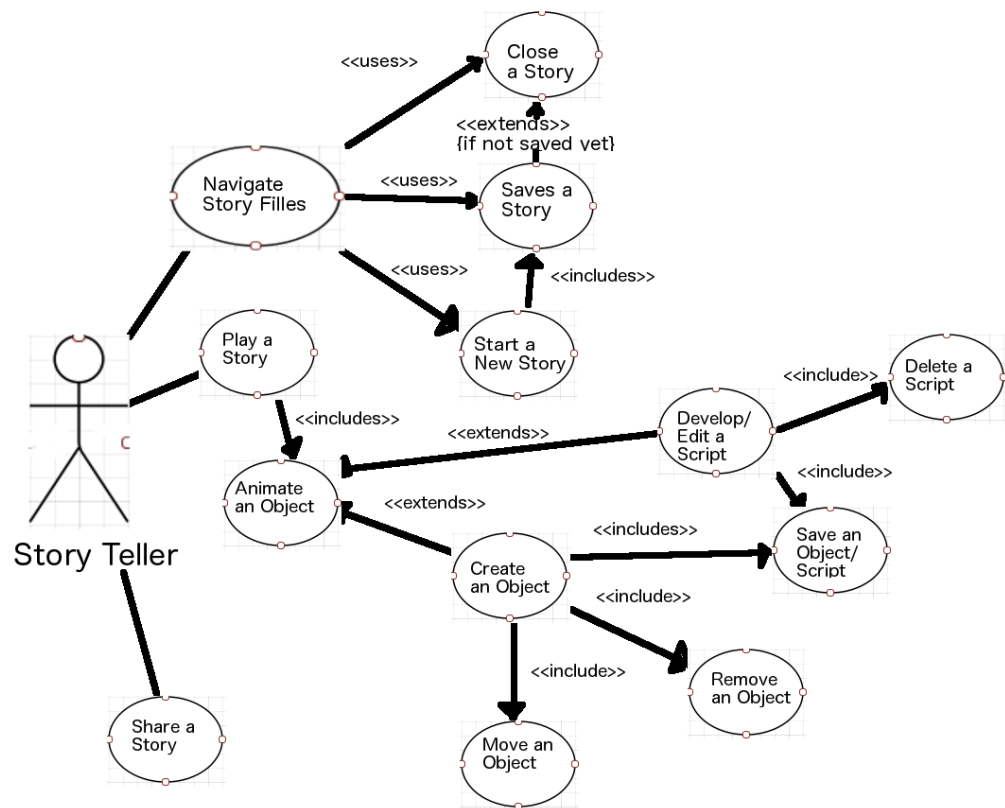 Close
a Story
<<uses>>
<<extends>>
{if not saved yet}
Navigate
Story Filles
<<uses>>
Saves a
Story
<<uses>>
<<includes>>
Play a
Story
Start a
New Story
Delete a
Script
<<include>>
<<includes>>
<<extends>>
Develop/
Edit a
Script
<<include>>
Animate
an Object
<<extends>>
<<includes>>
Save an
Object/
Script
Story Teller
Create
an Object
<<include>>
<<include>>
Remove
an Object
Share a
Story
Move an
Object